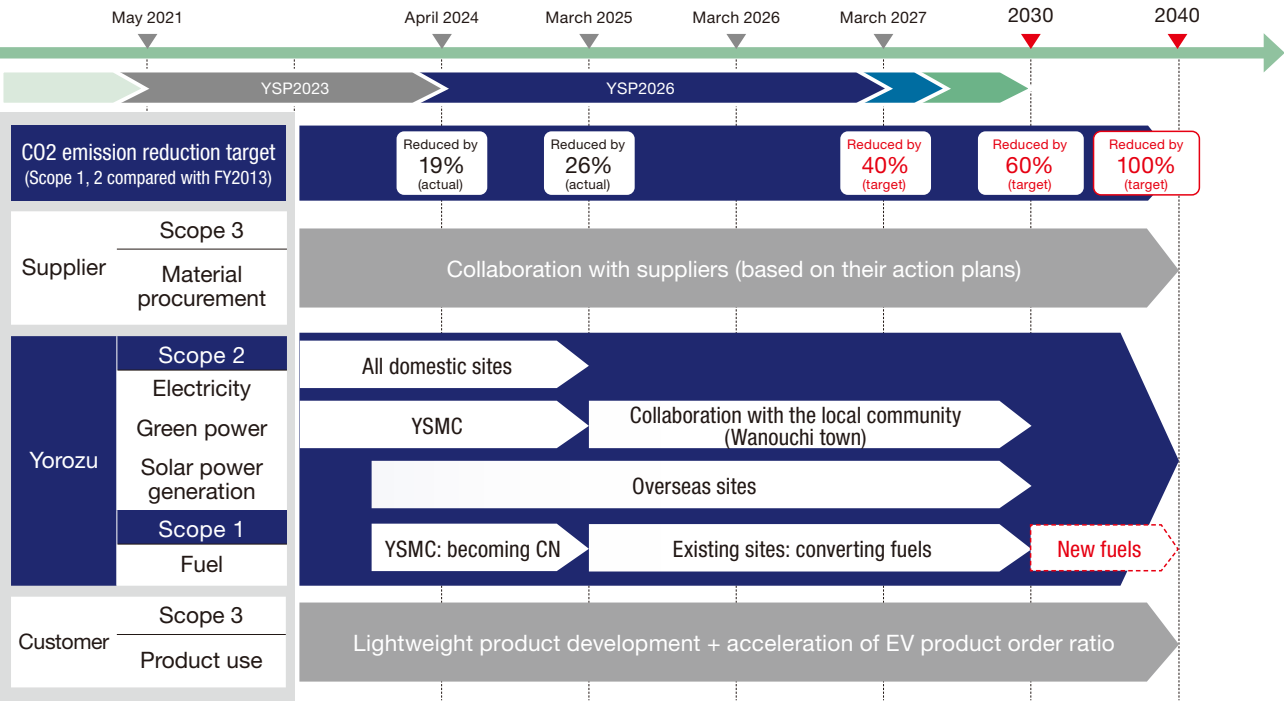 May 2021
April 2024
March 2025
March 2026
March 2027
2030
2040
YSP2023
YSP2026
CO2 emission reduction target
(Scope 1, 2 compared with FY2013)
Reduced by
19%
(actual)
Reduced by
26%
(actual)
Reduced by
40%
(target)
Reduced by
60%
(target)
Reduced by
100%
(target)
Supplier
Scope 3
Material
procurement
Collaboration with suppliers (based on their action plans)
Yorozu
Scope 2
Electricity
Green power
Solar power
generation
Scope 1
Fuel
All domestic sites
YSMC
Collaboration with the local community
(Wanouchi town)
Overseas sites
YSMC: becoming CN
Existing sites: converting fuels
New fuels
Customer
Scope 3
Product use
Lightweight product development + acceleration of EV product order ratio